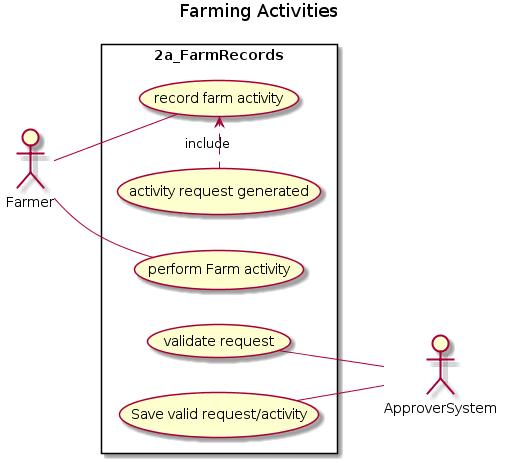 Farming Activities
2a_FarmRecords
record farm activity
include
activity request generated
Farmer
perform Farm activity
validate request
ApproverSystem
Save valid request/activity